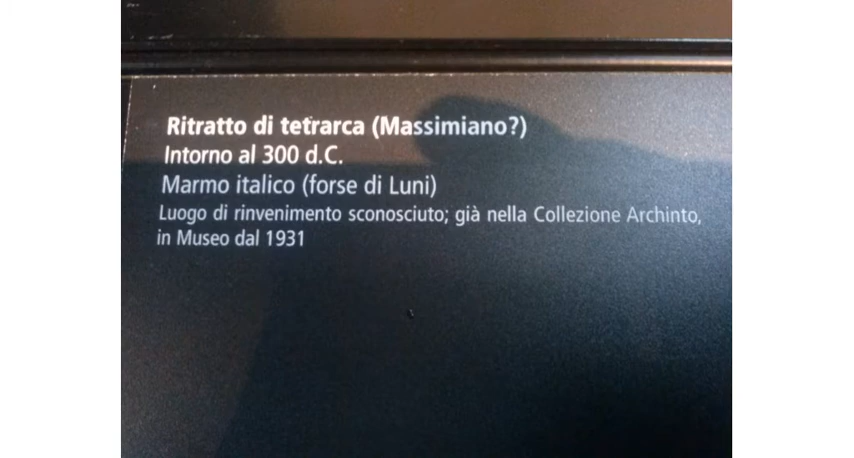 Ritratto di tetrarca (Massimiano?)
Intorno al 300 d.C.
Marmo italico (forse di Luni)
Luogo di rinvenimento sconosciuto; già nella Collezione Archinto,
in Museo dal 1931